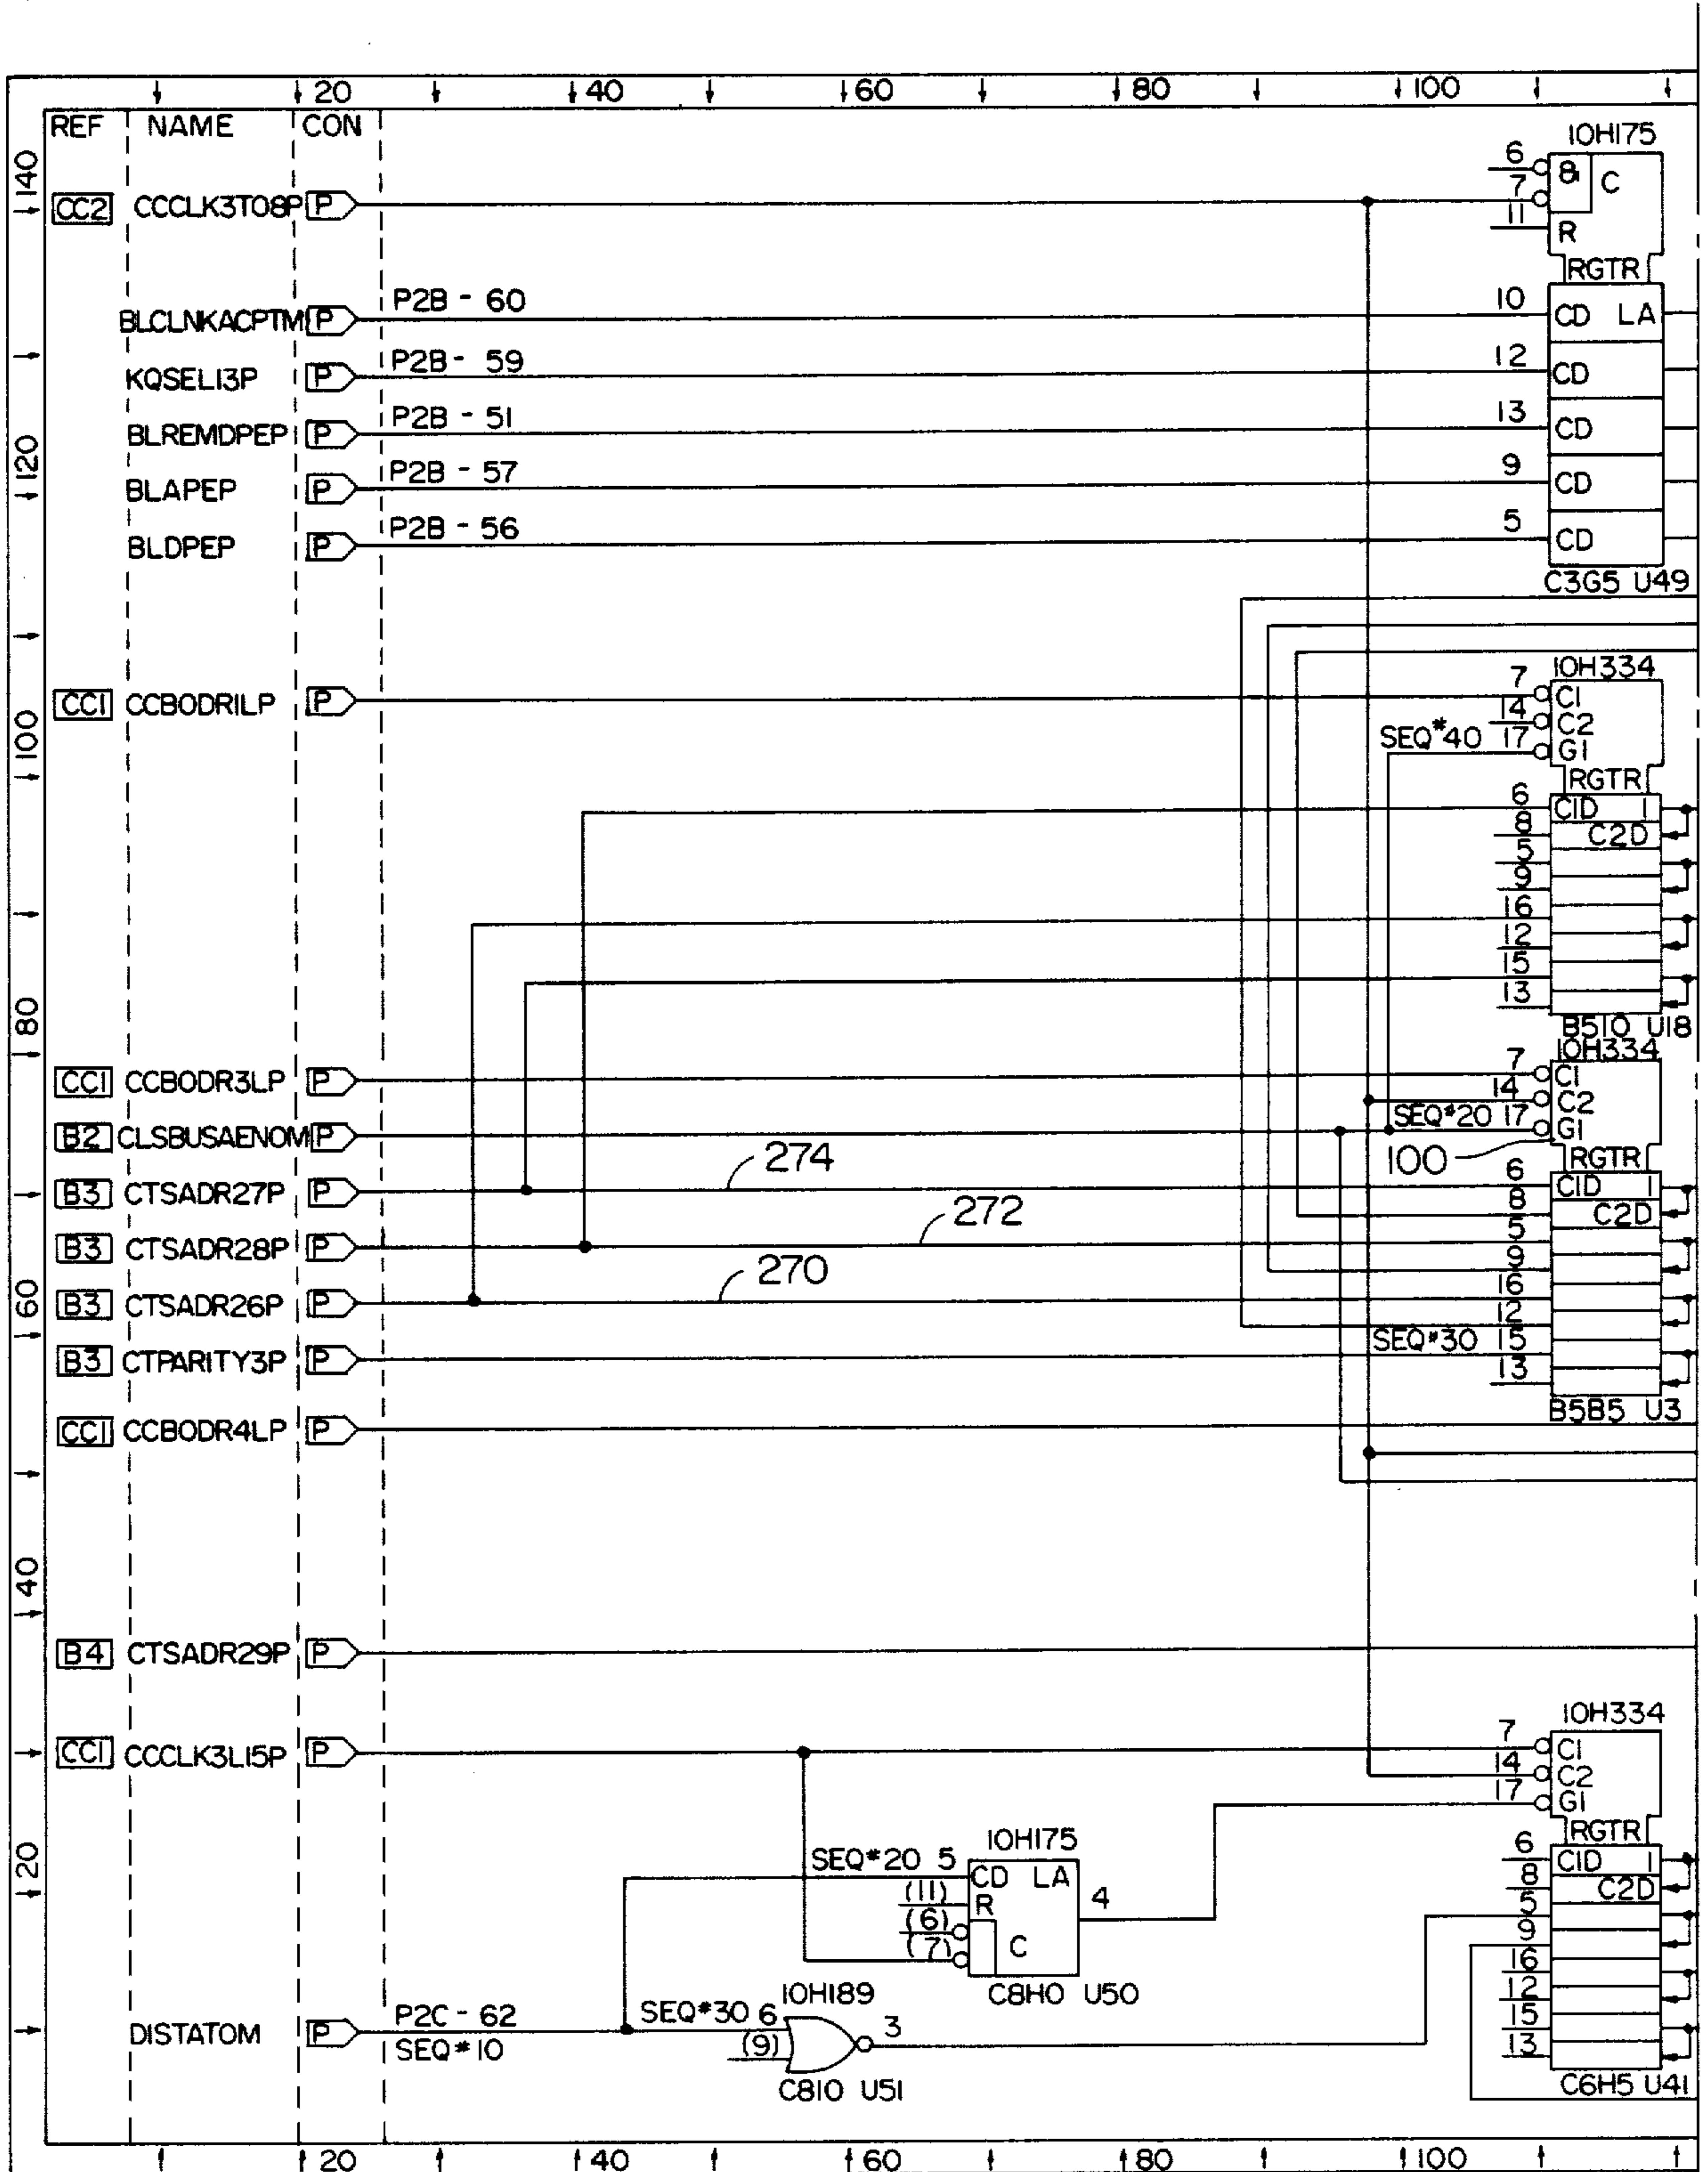 20 40 60 80 100
REF NAME CON
140
10H175
6
& C
7
CC2 CCCLK3T08P P
11
R
RGTR
BLCLNKACPTM P P2B - 60 10 CD LA
KQSEL13P P P2B - 59 12 CD
BLREMDPEP P P2B - 51 13 CD
120
BLAPEP P P2B - 57 9 CD
BLDPEP P P2B - 56 5 CD
C3G5 U49
10H334
CC1 CCBODR1LP P 7 C1
14 C2
100
SEQ#40 17 G1
RGTR
6 C1D 1
8 C2D
5
9
16
12
15
13
80
B510 U18
10H334
CC1 CCBODR3LP P 7 C1
14 C2
B2 CLSBUSAENOM P SEQ#20 17 G1
100
RGTR
B3 CTSADR27P P 274 6 C1D 1
8 C2D
B3 CTSADR28P P 272 5
9
60
B3 CTSADR26P P 270 16
12
B3 CTPARITY3P P SEQ#30 15
13
B5B5 U3
CC1 CCBODR4LP P
40
B4 CTSADR29P P
10H334
CC1 CCCLK3L15P P 7 C1
14 C2
17 G1
RGTR
20
10H175
SEQ#20 5 CD LA 4
(11) R
(6)
(7) C
C8H0 U50
6 C1D 1
8 C2D
5
9
16
12
15
13
C6H5 U41
10H189
DISTATOM P P2C - 62 SEQ#30 6 3
SEQ#10 (9)
C810 U51
20 40 60 80 100